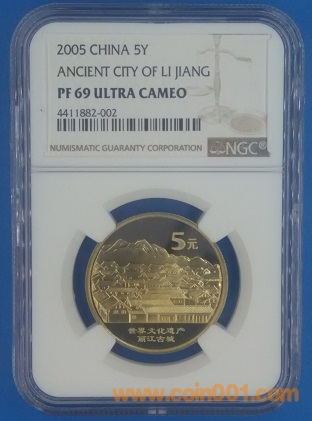 2005 CHINA 5Y
ANCIENT CITY OF LI JIANG
PF 69 ULTRA CAMEO
4411882-002
NUMISMATIC GUARANTY CORPORATION
NGC®
5元
世界文化遗产
丽江古城
www.coin001.com